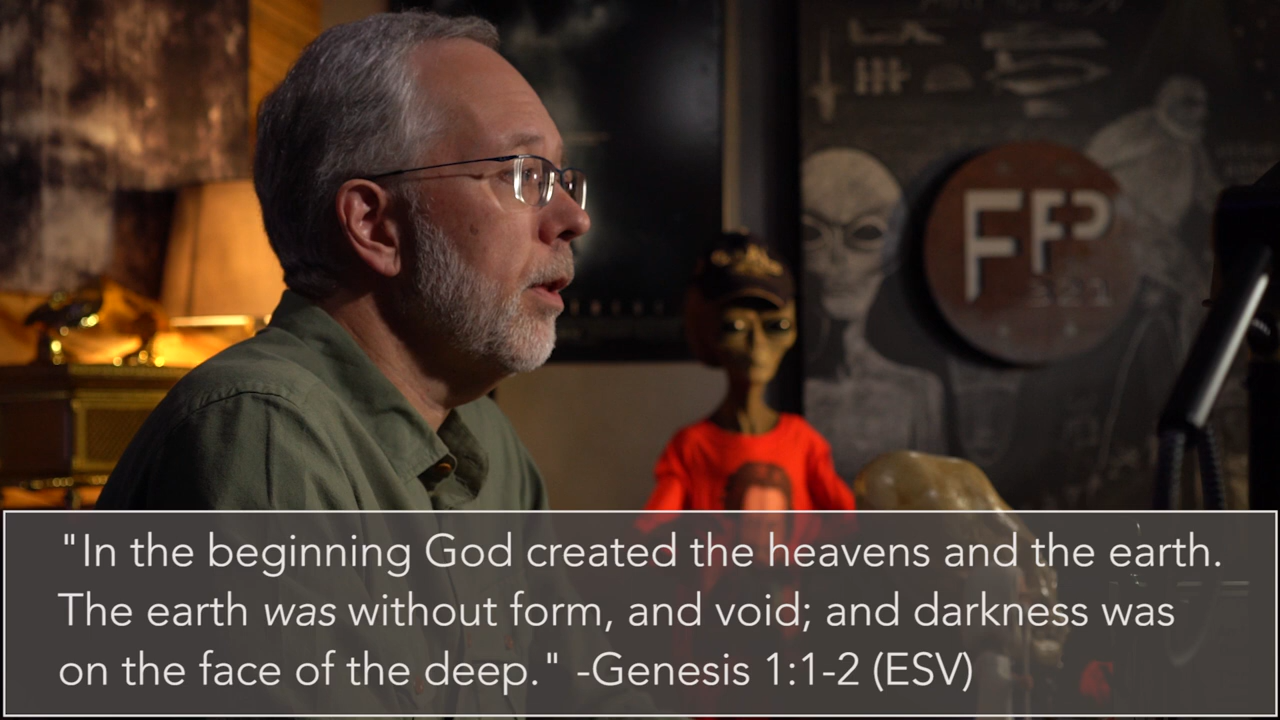 FFP
"In the beginning God created the heavens and the earth.
The earth was without form, and void; and darkness was
on the face of the deep." -Genesis 1:1-2 (ESV)